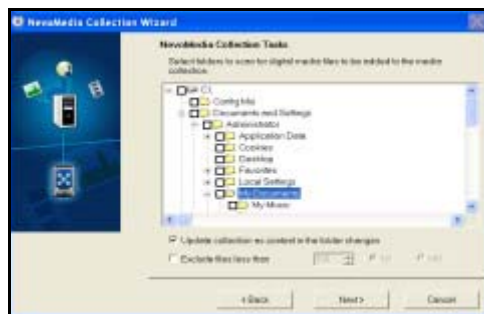 NevoMedia Collection Wizard
NevoMedia Collection Tasks
Select folders to scan for digital media files to be added to the media
collection.
C:\
Config.Msi
Documents and Settings
Administrator
Application Data
Cookies
Desktop
Favorites
Local Settings
My Documents
My Music
Update collection as content in the folder changes
Exclude files less than
< Back
Next >
Cancel